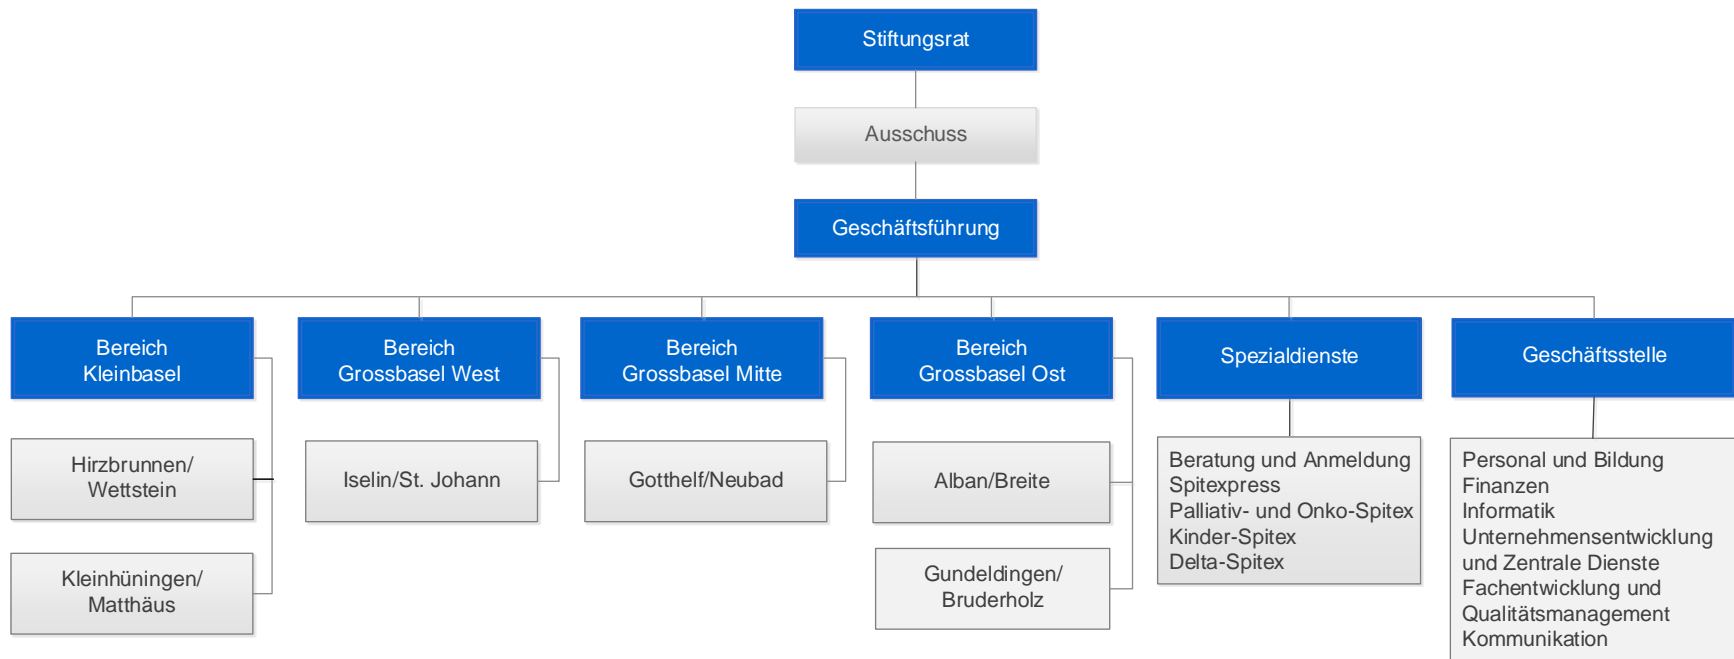 Stiftungsrat
Ausschuss
Geschäftsführung
Bereich
Kleinbasel
Bereich
Grossbasel West
Bereich
Grossbasel Mitte
Bereich
Grossbasel Ost
Spezialdienste
Geschäftsstelle
Hirzbrunnen/
Wettstein
Iselin/St. Johann
Gotthelf/Neubad
Alban/Breite
Beratung und Anmeldung
Spitexpress
Palliativ- und Onko-Spitex
Kinder-Spitex
Delta-Spitex
Personal und Bildung
Finanzen
Informatik
Unternehmensentwicklung
und Zentrale Dienste
Fachentwicklung und
Qualitätsmanagement
Kommunikation
Kleinhüningen/
Matthäus
Gundeldingen/
Bruderholz